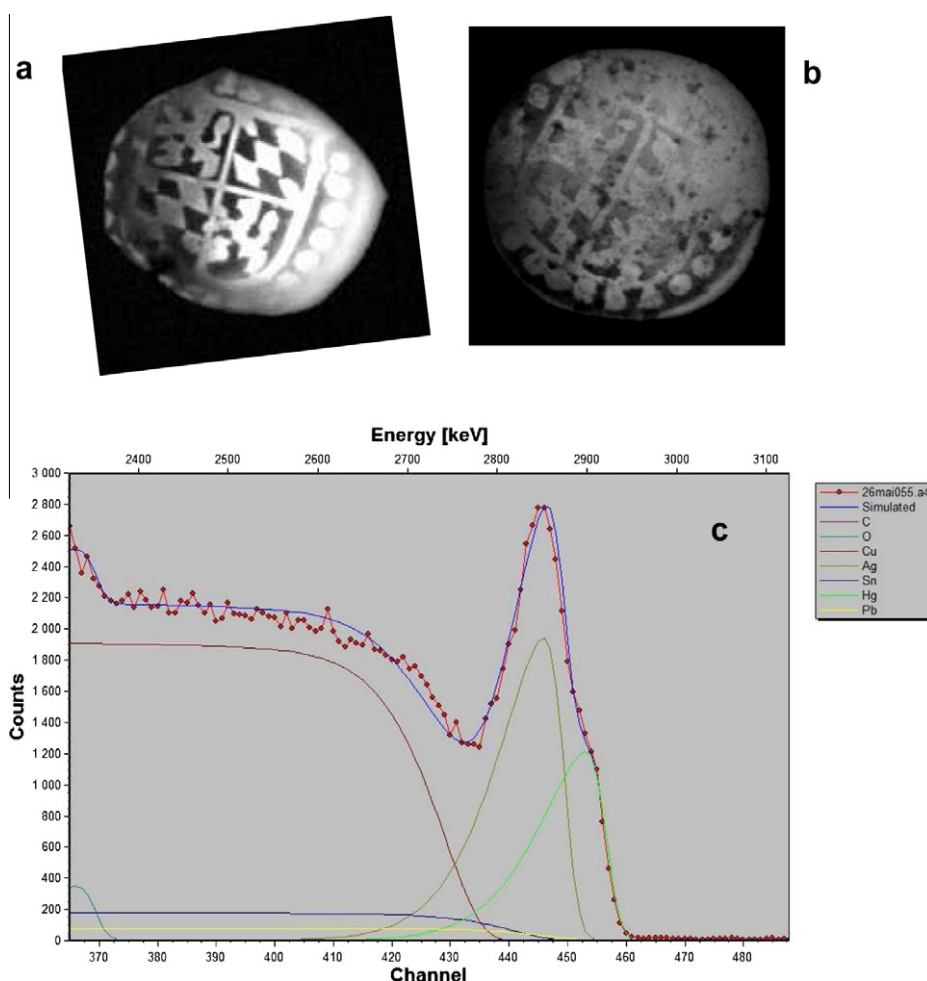 a
b
Energy [keV]
2400 2500 2600 2700 2800 2900 3000 3100
3 000
2 800
2 600
2 400
2 200
2 000
1 800
1 600
1 400
1 200
1 000
800
600
400
200
0
Counts
c
26mai055.a4
Simulated
C
O
Cu
Ag
Sn
Hg
Pb
370 380 390 400 410 420 430 440 450 460 470 480
Channel